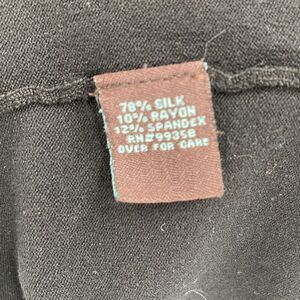 78% SILK
10% RAYON
12% SPANDEX
RN#99358
OVER FOR CARE